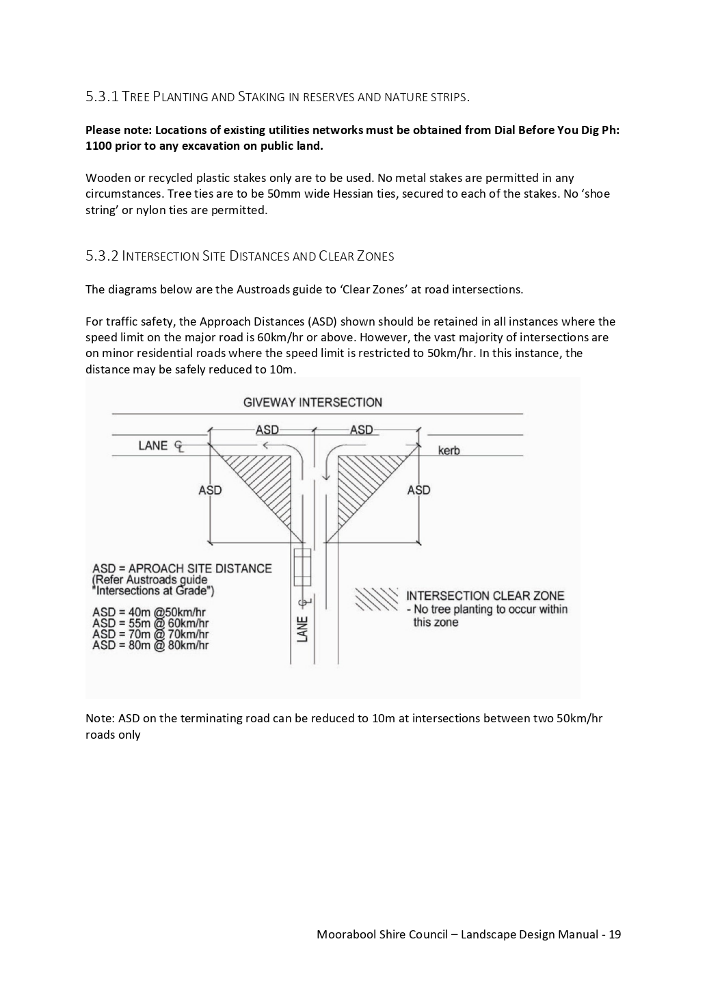 5.3.1 TREE PLANTING AND STAKING IN RESERVES AND NATURE STRIPS.
Please note: Locations of existing utilities networks must be obtained from Dial Before You Dig Ph:
1100 prior to any excavation on public land.
Wooden or recycled plastic stakes only are to be used. No metal stakes are permitted in any
circumstances. Tree ties are to be 50mm wide Hessian ties, secured to each of the stakes. No ‘shoe
string’ or nylon ties are permitted.
5.3.2 INTERSECTION SITE DISTANCES AND CLEAR ZONES
The diagrams below are the Austroads guide to ‘Clear Zones’ at road intersections.
For traffic safety, the Approach Distances (ASD) shown should be retained in all instances where the
speed limit on the major road is 60km/hr or above. However, the vast majority of intersections are
on minor residential roads where the speed limit is restricted to 50km/hr. In this instance, the
distance may be safely reduced to 10m.
GIVEWAY INTERSECTION
ASD ASD
LANE ℄
kerb
ASD ASD
ASD = APROACH SITE DISTANCE
(Refer Austroads guide
"Intersections at Grade")
ASD = 40m @50km/hr
ASD = 55m @ 60km/hr
ASD = 70m @ 70km/hr
ASD = 80m @ 80km/hr
LANE ℄
INTERSECTION CLEAR ZONE
- No tree planting to occur within
this zone
Note: ASD on the terminating road can be reduced to 10m at intersections between two 50km/hr
roads only
Moorabool Shire Council – Landscape Design Manual - 19